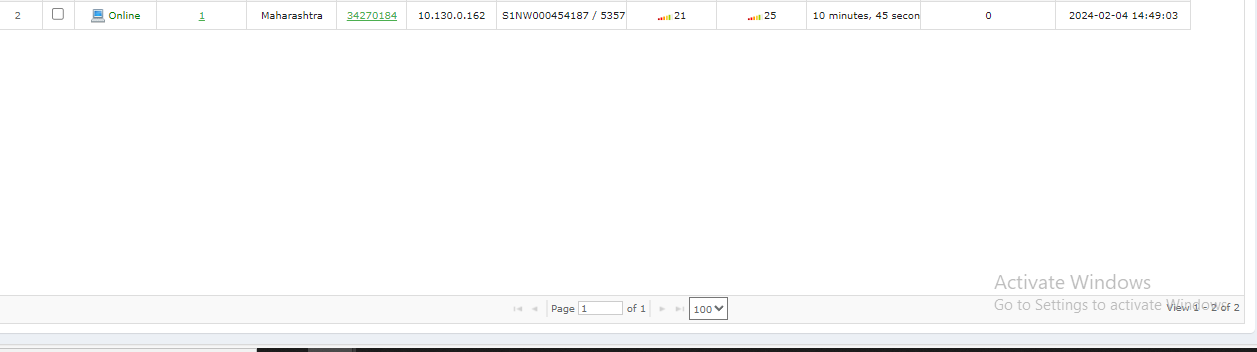 2 Online 1 Maharashtra 34270184 10.130.0.162 S1NW000454187 / 5357 21 25 10 minutes, 45 secon 0 2024-02-04 14:49:03
Activate Windows
Go to Settings to activate Windows.
Page 1 of 1 100 View 1 - 2 of 2